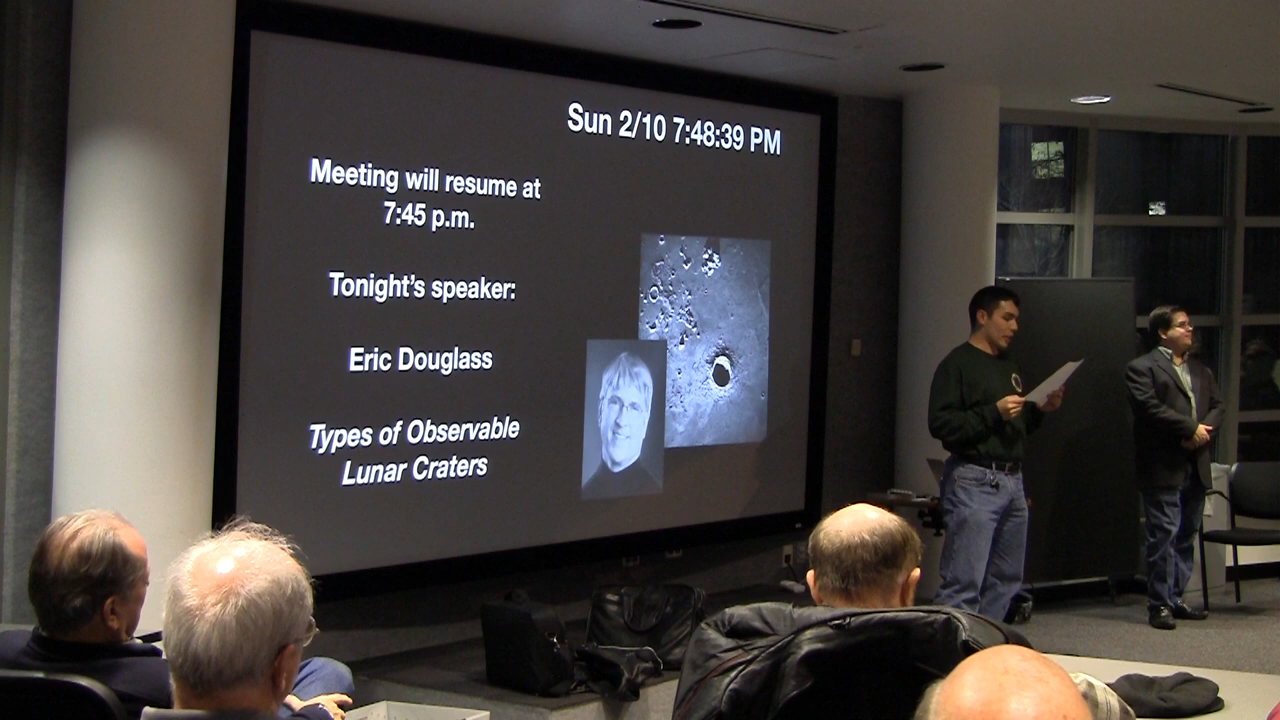 Sun 2/10 7:48:39 PM
Meeting will resume at
7:45 p.m.
Tonight's speaker:
Eric Douglass
Types of Observable
Lunar Craters